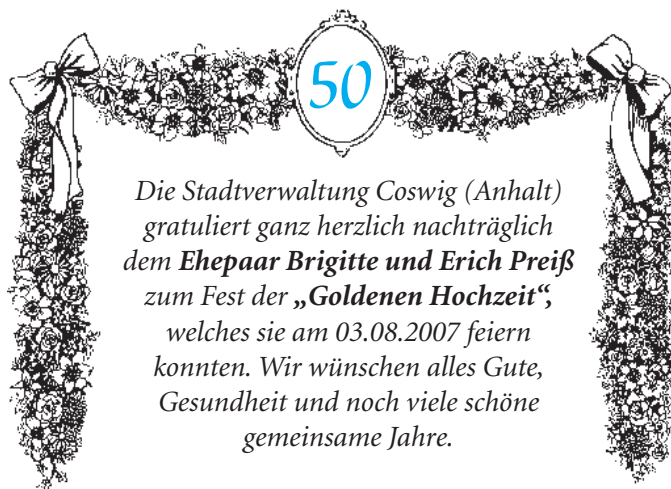 50
Die Stadtverwaltung Coswig (Anhalt)
gratuliert ganz herzlich nachträglich
dem Ehepaar Brigitte und Erich Preiß
zum Fest der „Goldenen Hochzeit“,
welches sie am 03.08.2007 feiern
konnten. Wir wünschen alles Gute,
Gesundheit und noch viele schöne
gemeinsame Jahre.